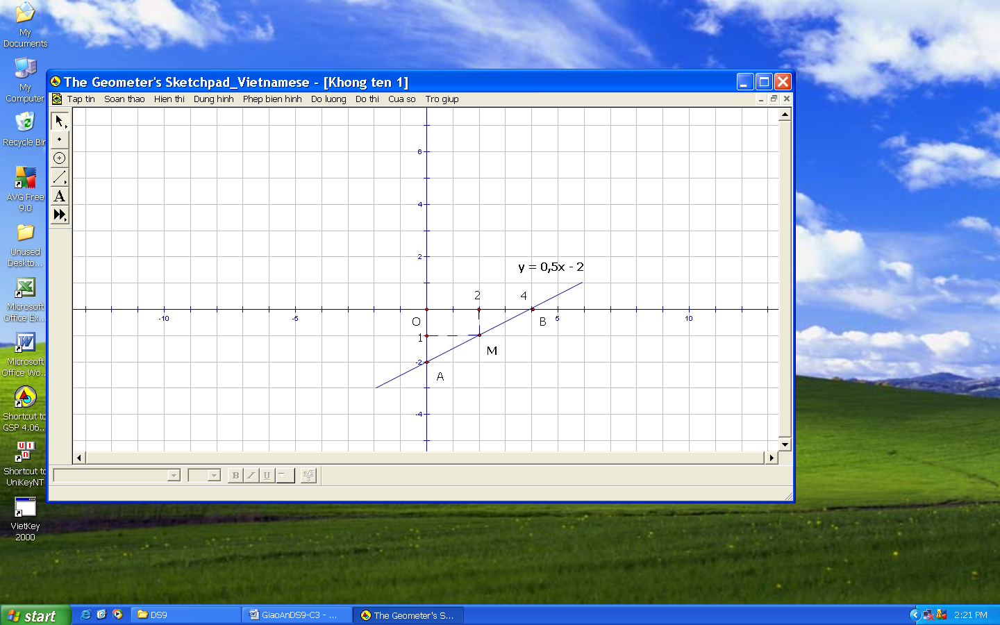 My
Documents
My
Computer
Recycle Bin
AVG Free
9.0
Unused
Deskto...
Microsoft
Office Ex...
Microsoft
Office Wo...
Shortcut to
GSP 4.06...
Shortcut to
UniKeyNT
VietKey
2000
The Geometer's Sketchpad_Vietnamese - [Khong ten 1]
Tap tin Soan thao Hien thi Dung hinh Phep bien hinh Do luong Do thi Cua so Tro giup
A
6
4
2
y = 0,5x - 2
2 4
-10 -5 O B 5 10
1
M
-2
A
-4
B I U
start
DS9
GiaoAnDS9-C3 - ...
The Geometer's S...
2:21 PM